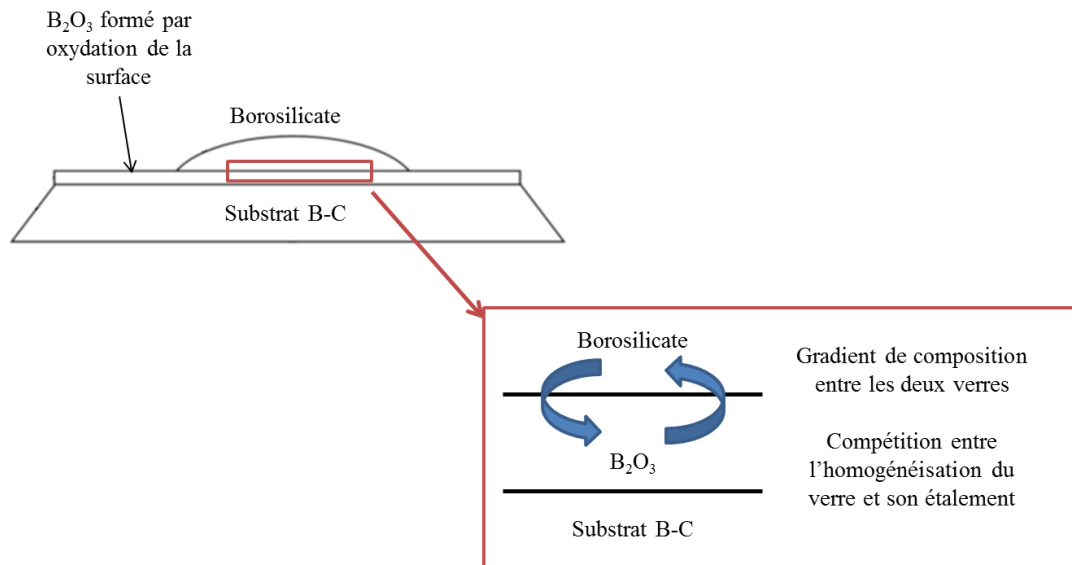 B₂O₃ formé par
oxydation de la
surface
Borosilicate
Substrat B-C
Borosilicate
B₂O₃
Substrat B-C
Gradient de composition
entre les deux verres
Compétition entre
l’homogénéisation du
verre et son étalement